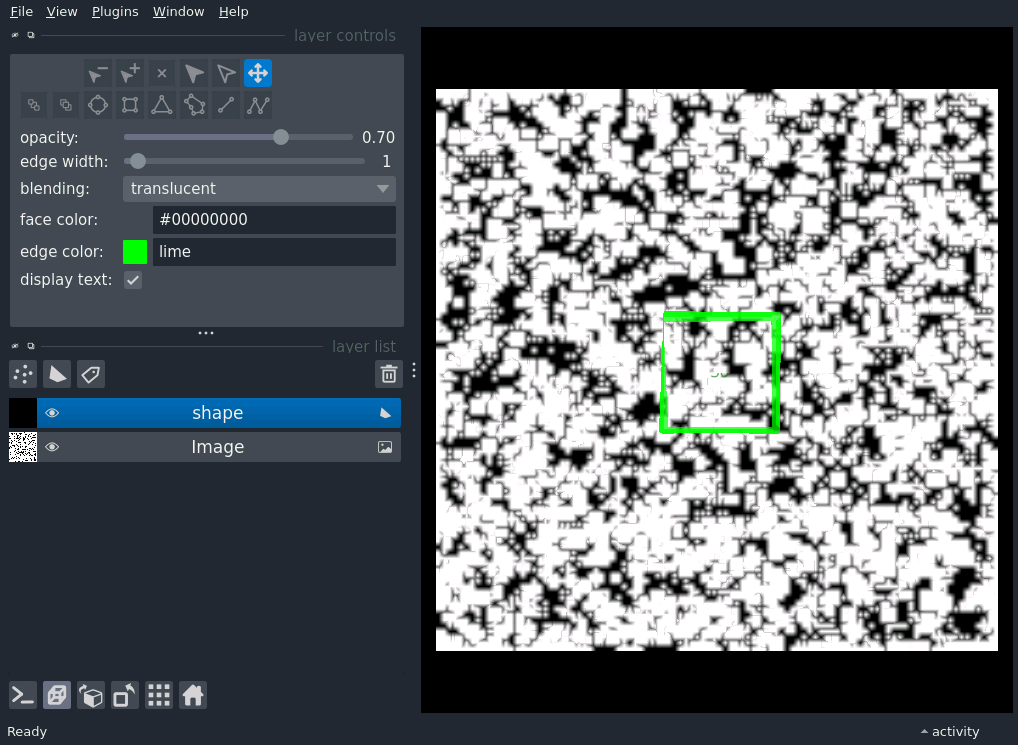 File View Plugins Window Help
layer controls
opacity: 0.70
edge width: 1
blending: translucent
face color: #00000000
edge color: lime
display text:
layer list
shape
Image
Ready
activity